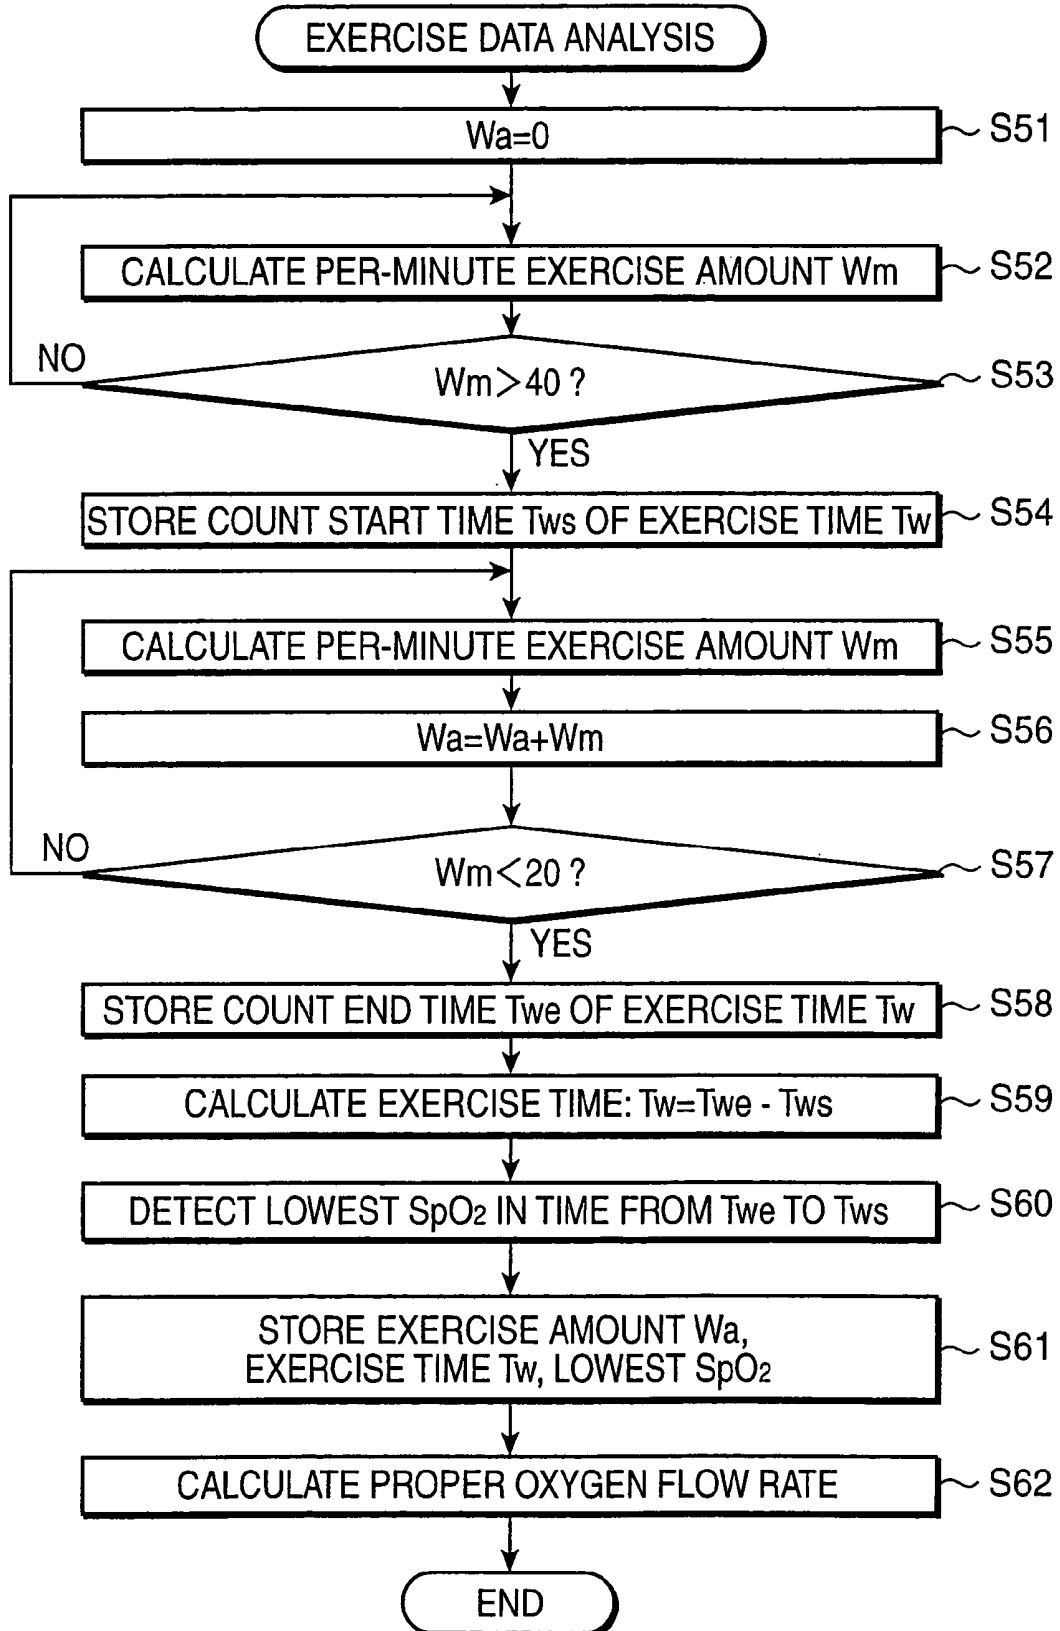 EXERCISE DATA ANALYSIS
Wa=0
S51
CALCULATE PER-MINUTE EXERCISE AMOUNT Wm
S52
NO
Wm>40 ?
S53
YES
STORE COUNT START TIME Tws OF EXERCISE TIME Tw
S54
CALCULATE PER-MINUTE EXERCISE AMOUNT Wm
S55
Wa=Wa+Wm
S56
NO
Wm<20 ?
S57
YES
STORE COUNT END TIME Twe OF EXERCISE TIME Tw
S58
CALCULATE EXERCISE TIME: Tw=Twe - Tws
S59
DETECT LOWEST SpO2 IN TIME FROM Twe TO Tws
S60
STORE EXERCISE AMOUNT Wa,
EXERCISE TIME Tw, LOWEST SpO2
S61
CALCULATE PROPER OXYGEN FLOW RATE
S62
END